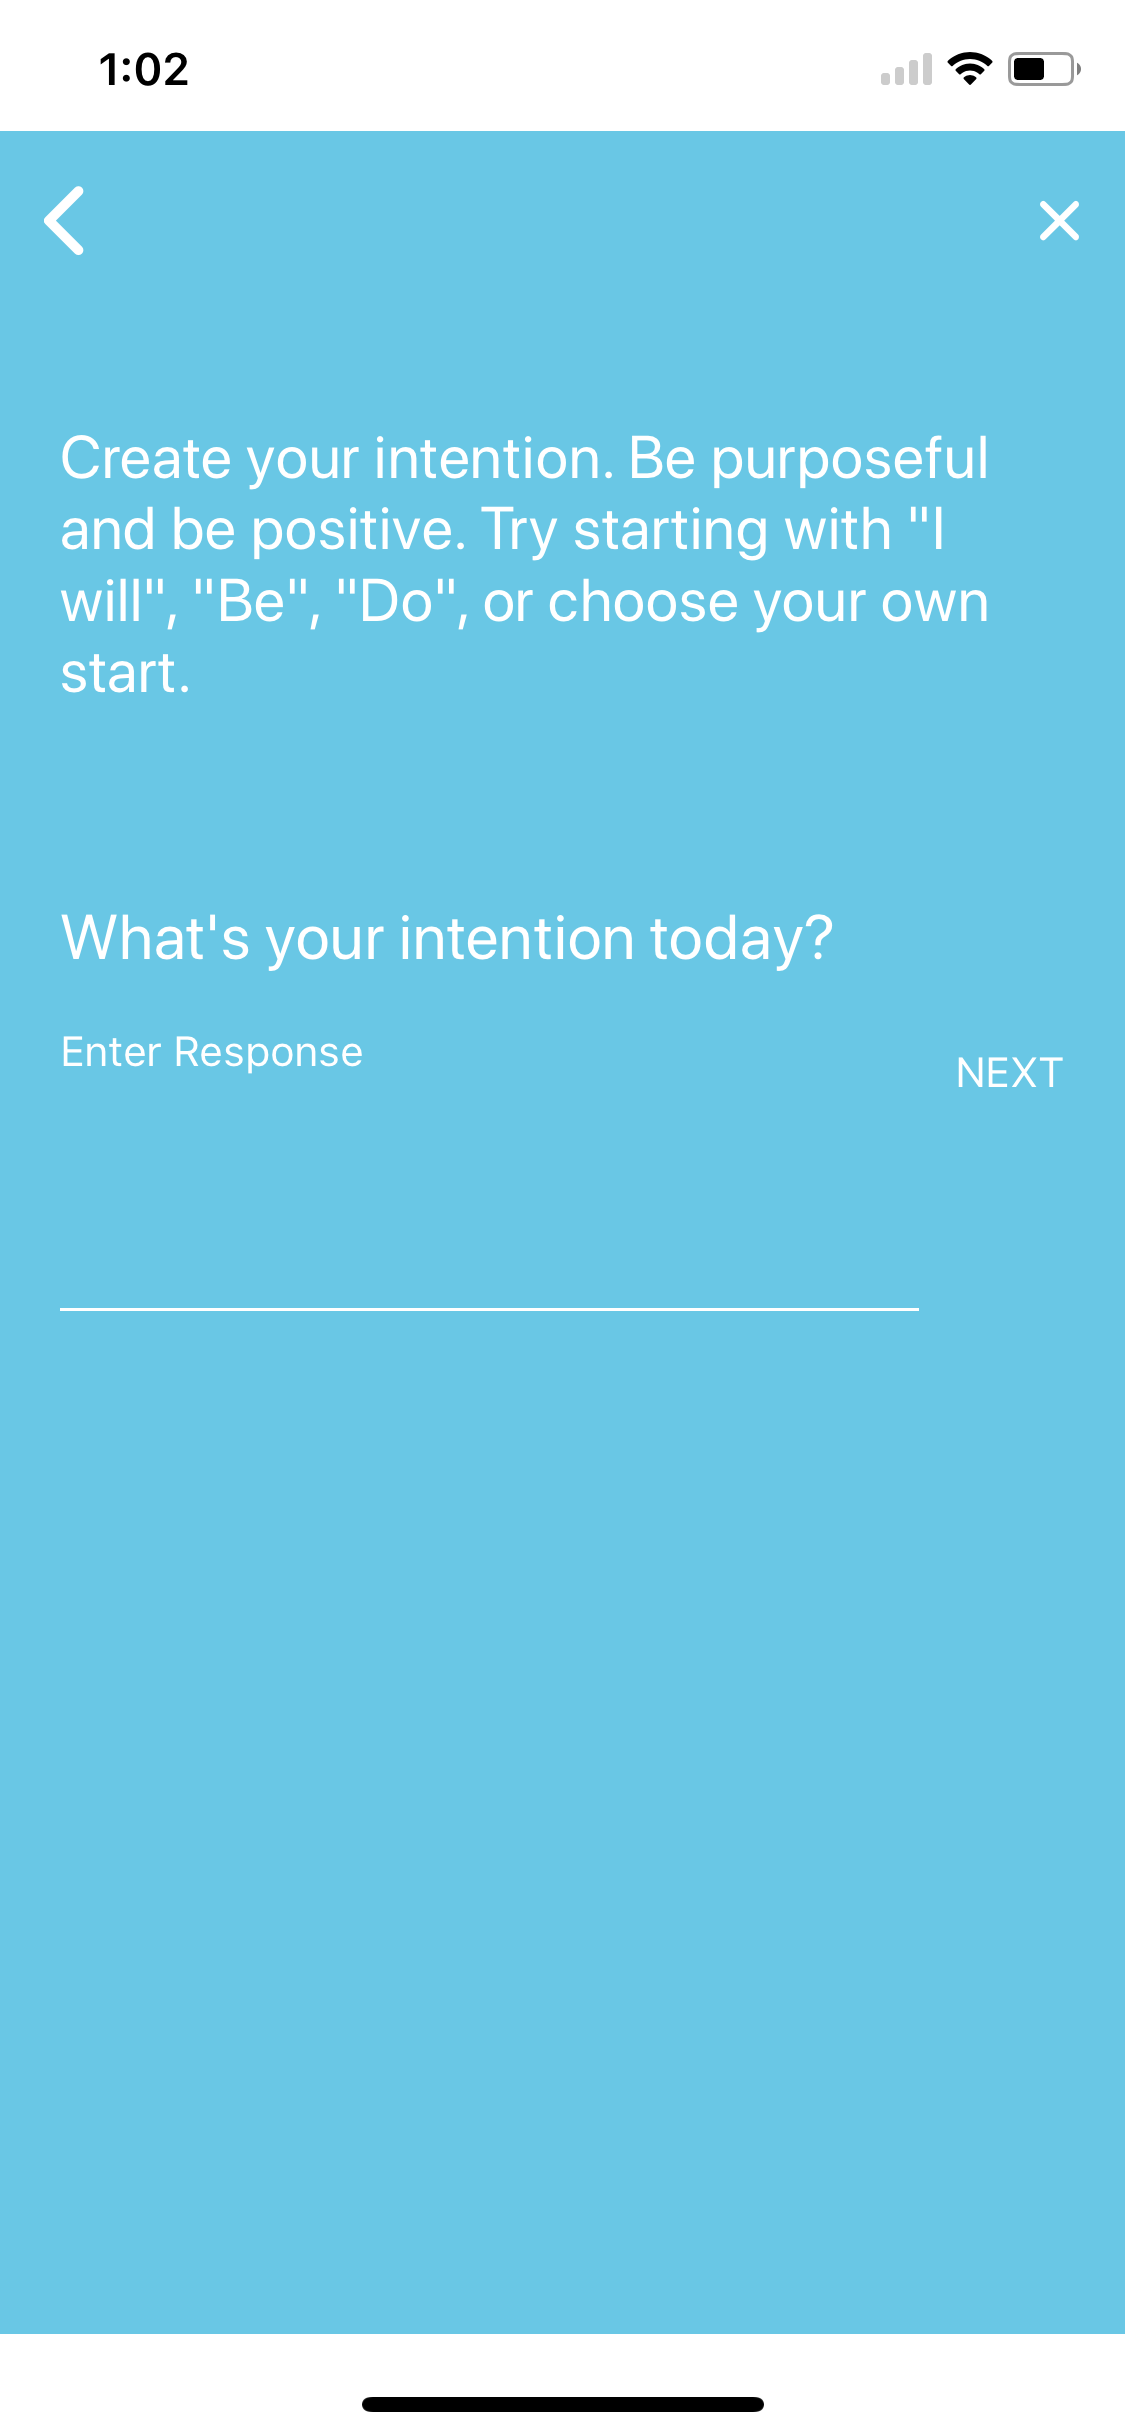 1:02
Create your intention. Be purposeful
and be positive. Try starting with "I
will", "Be", "Do", or choose your own
start.
What's your intention today?
Enter Response
NEXT